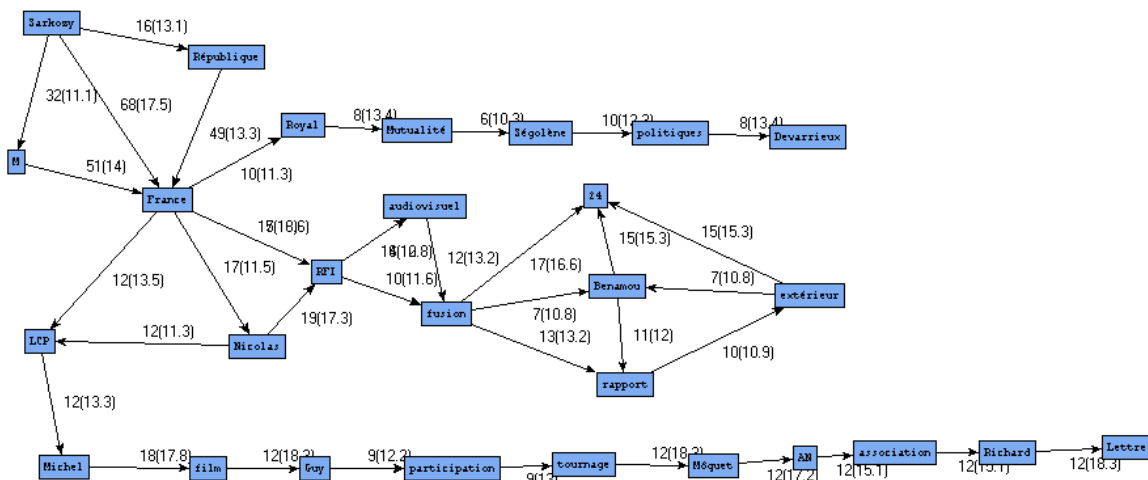 Sarkozy
16(13.1)
République
32(11.1)
68(17.5)
Royal
8(13.4)
Mutualité
6(10.3)
Ségolène
10(12.3)
politiques
8(13.4)
Devarrieux
49(13.3)
M
51(14)
10(11.3)
France
audiovisuel
24
17(11.5)
12(13.2)
15(15.3)
15(15.3)
RFI
10(11.6)
17(16.6)
Benamou
7(10.8)
extérieur
12(13.5)
fusion
7(10.8)
19(17.3)
LCP
12(11.3)
Nicolas
13(13.2)
11(12)
10(10.9)
rapport
12(13.3)
Michel
18(17.8)
film
12(18.3)
Guy
9(12.2)
participation
9(13)
tournage
12(18.3)
Môquet
12(17.2)
AN
12(15.1)
association
12(15.1)
Richard
12(18.3)
Lettre